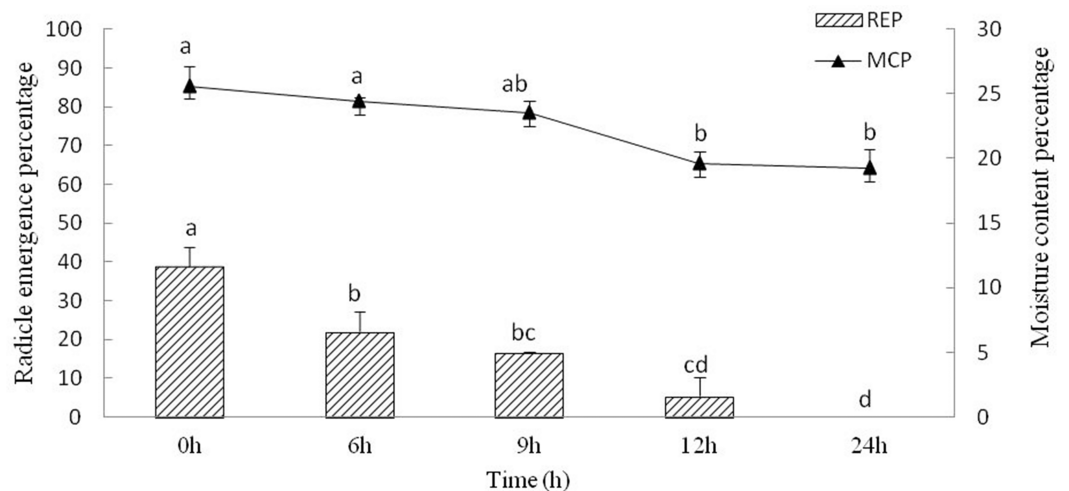 REP
MCP
Radicle emergence percentage
100
90
80
70
60
50
40
30
20
10
0
a
a
ab
b
b
a
b
bc
cd
d
30
25
20
15
10
5
0
Moisture content percentage
0h 6h 9h 12h 24h
Time (h)